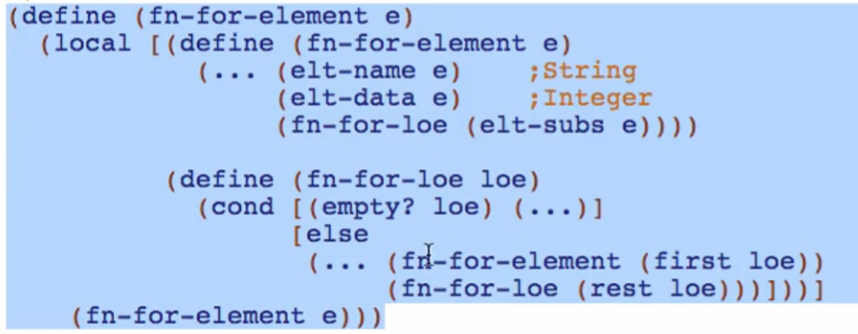 (define (fn-for-element e)
  (local [(define (fn-for-element e)
            (... (elt-name e)    ;String
                 (elt-data e)    ;Integer
                 (fn-for-loe (elt-subs e))))

          (define (fn-for-loe loe)
            (cond [(empty? loe) (...)]
                  [else
                   (... (fn-for-element (first loe))
                        (fn-for-loe (rest loe)))]))]
    (fn-for-element e)))